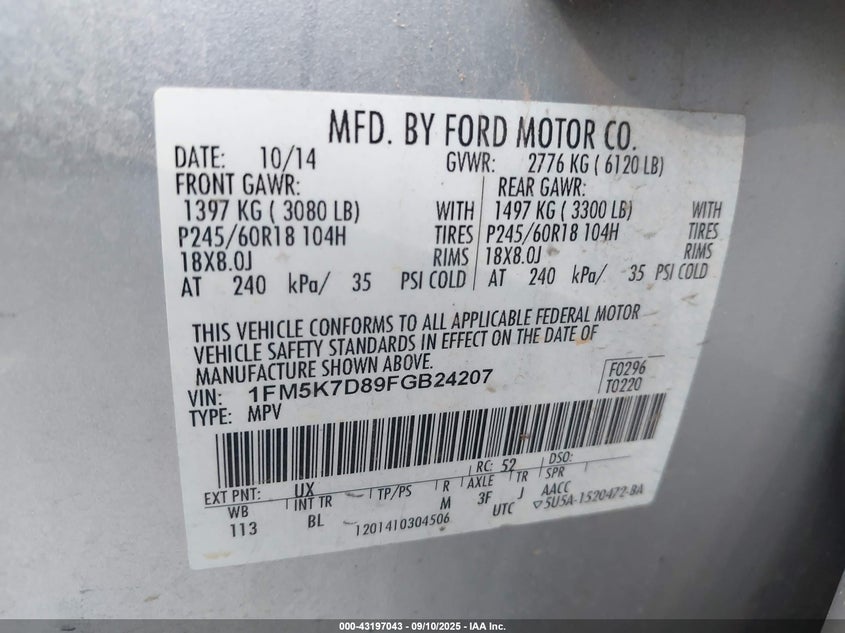 MFD. BY FORD MOTOR CO.
DATE: 10/14 GVWR: 2776 KG ( 6120 LB)
FRONT GAWR: REAR GAWR:
1397 KG ( 3080 LB) WITH 1497 KG ( 3300 LB) WITH
P245/60R18 104H TIRES P245/60R18 104H TIRES
18X8.0J RIMS 18X8.0J RIMS
AT 240 kPa/ 35 PSI COLD AT 240 kPa/ 35 PSI COLD
THIS VEHICLE CONFORMS TO ALL APPLICABLE FEDERAL MOTOR
VEHICLE SAFETY STANDARDS IN EFFECT ON THE DATE OF
MANUFACTURE SHOWN ABOVE.
VIN: 1FM5K7D89FGB24207 F0296
TYPE: MPV T0220
EXT PNT: UX RC: 52 DSO:
WB INT TR TP/PS R AXLE TR SPR
113 BL M 3F J AACC
1201410304506 UTC ▽5U5A-1520472-BA
000-43197043 | 09/10/2025 - IAA Inc.